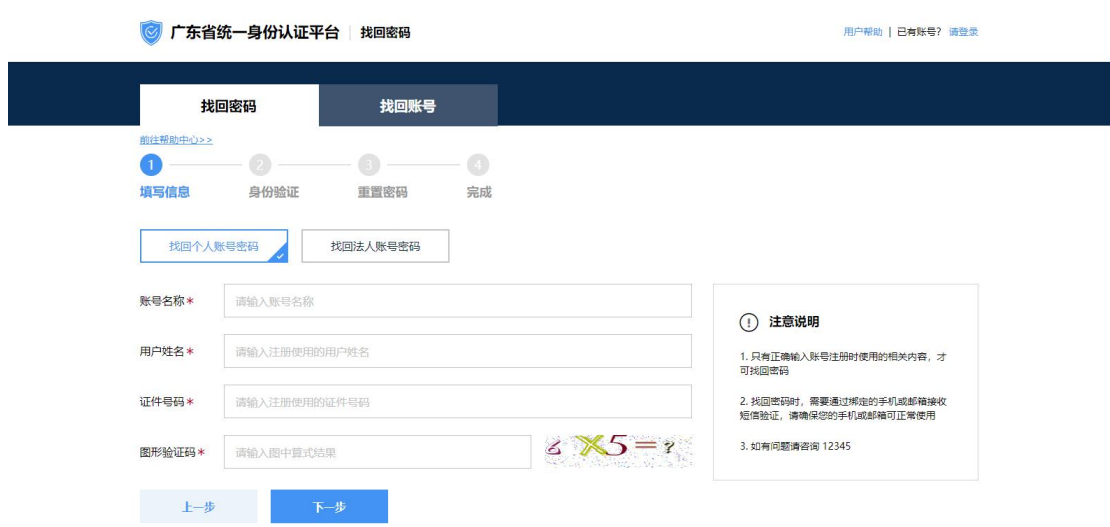 广东省统一身份认证平台 | 找回密码
用户帮助 | 已有账号? 请登录
找回密码 找回账号
前往帮助中心>>
1 2 3 4
填写信息 身份验证 重置密码 完成
找回个人账号密码 找回法人账号密码
账号名称* 请输入账号名称
用户姓名* 请输入注册使用的用户姓名
证件号码* 请输入注册使用的证件号码
图形验证码* 请输入图中算式结果 6 X 5 = ?
上一步 下一步
! 注意说明
1. 只有正确输入账号注册时使用的相关内容，才
可找回密码
2. 找回密码时，需要通过绑定的手机或邮箱接收
短信验证，请确保您的手机或邮箱可正常使用
3. 如有问题请咨询 12345